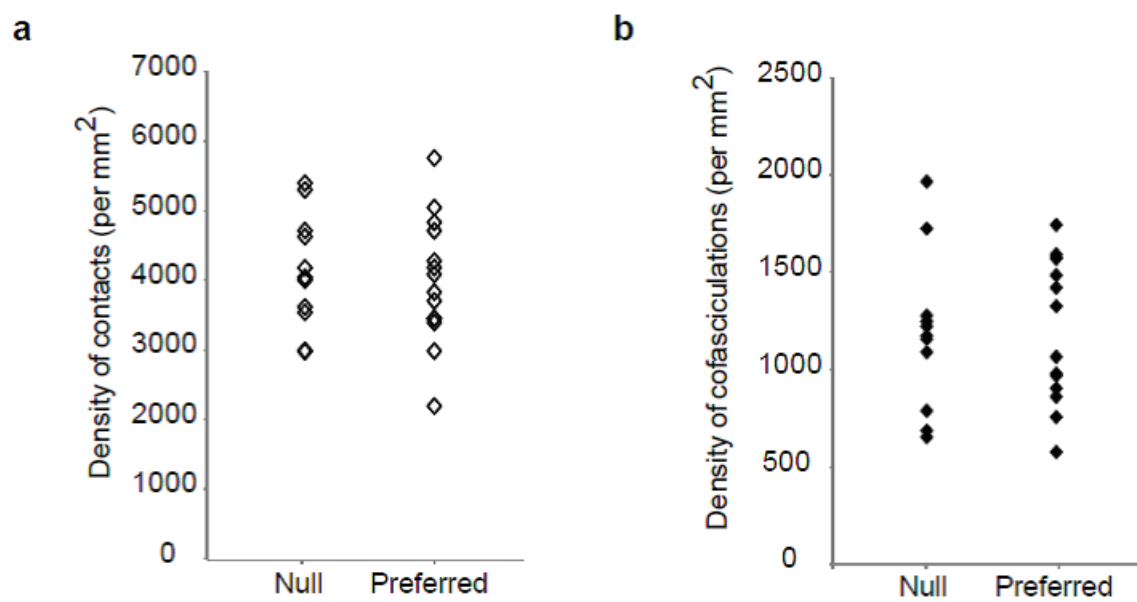 a
Density of contacts (per mm²)
7000
6000
5000
4000
3000
2000
1000
0
Null Preferred
b
Density of cofasciculations (per mm²)
2500
2000
1500
1000
500
0
Null Preferred